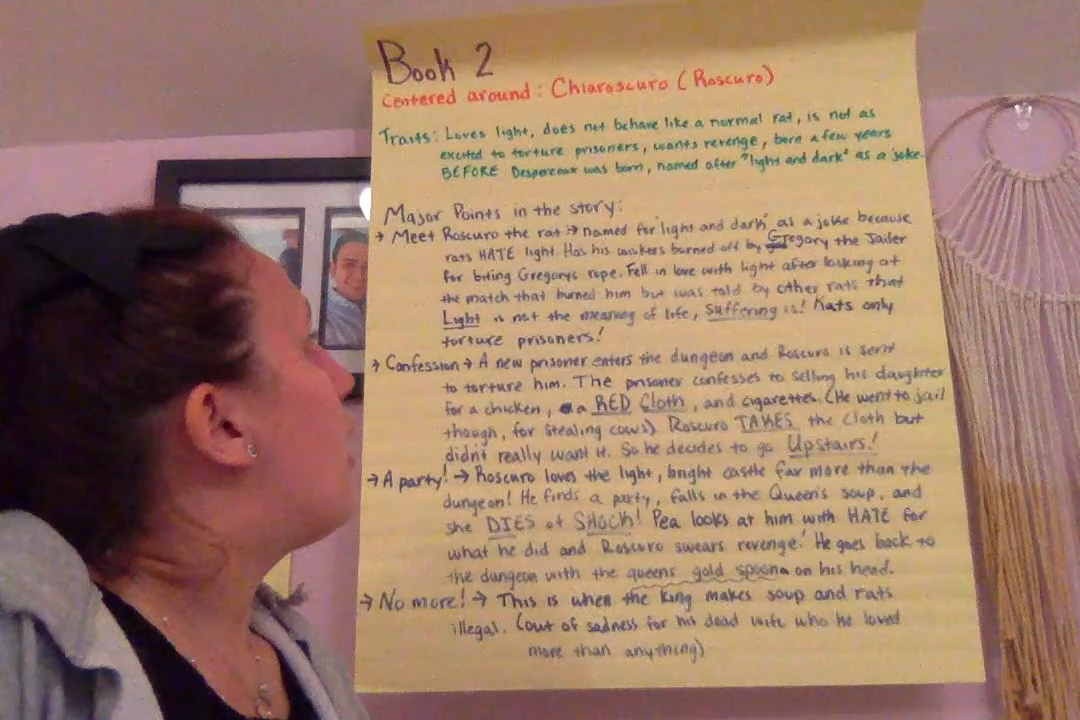 Book 2
Centered around: Chiaroscuro (Roscuro)
Traits: Loves light, does not behave like a normal rat, is not as
excited to torture prisoners, wants revenge, born a few years
BEFORE Despereaux was born, named after "light and dark" as a joke.
Major Points in the story:
→ Meet Roscuro the rat → named for "light and dark" as a joke because
rats HATE light. Has his wiskers burned off by Gregory the Jailer
for biting Gregorys rope. Fell in love with light after looking at
the match that burned him but was told by other rats that
Light is not the meaning of life, Suffering is! Rats only
torture prisoners!
→ Confession → A new prisoner enters the dungeon and Roscuro is sent
to torture him. The prisoner confesses to selling his daughter
for a chicken, a RED Cloth, and cigarettes. (He went to jail
though, for stealing cows) Roscuro TAKES the cloth but
didn't really want it. So he decides to go Upstairs!
→ A party! → Roscuro loves the light, bright castle far more than the
dungeon! He finds a party, falls in the Queen's soup, and
she DIES of SHOCK! Pea looks at him with HATE for
what he did and Roscuro swears revenge! He goes back to
the dungeon with the queens gold spoon on his head.
→ No more! → This is when the King makes soup and rats
illegal. (out of sadness for his dead wife who he loved
more than anything)